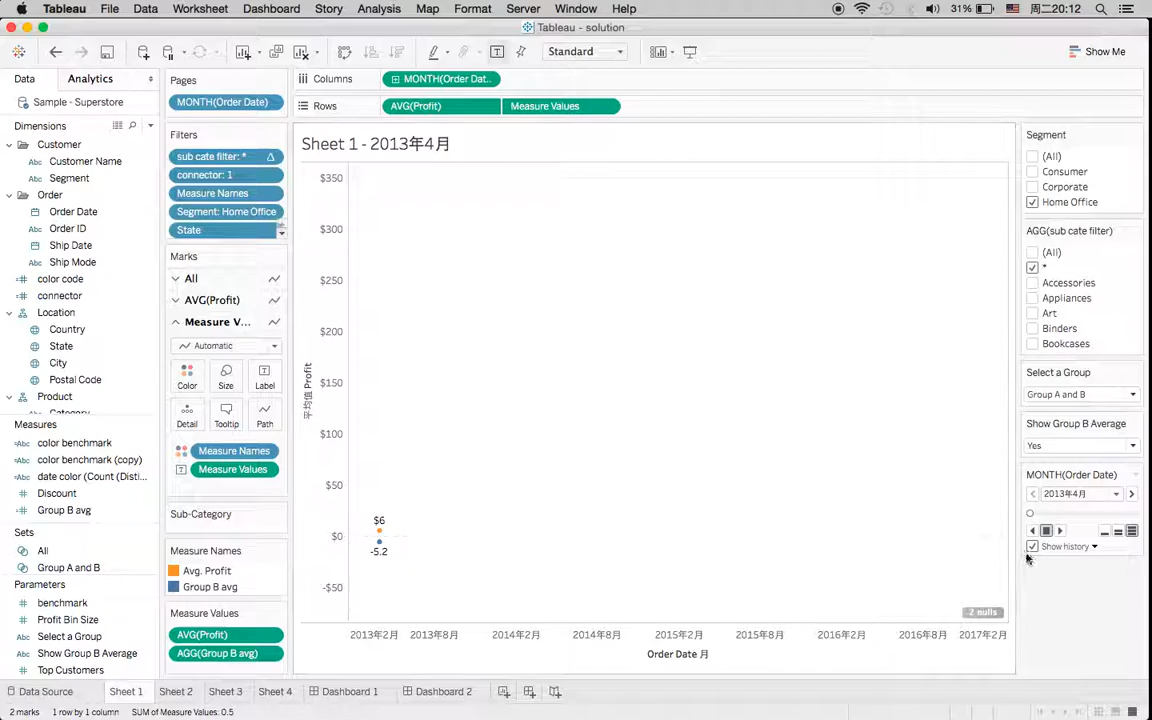 Tableau File Data Worksheet Dashboard Story Analysis Map Format Server Window Help 31% 周二20:12
Tableau - solution
Standard Show Me
Data Analytics Pages Columns MONTH(Order Dat..
Sample - Superstore MONTH(Order Date) Rows AVG(Profit) Measure Values
Dimensions
Customer
Abc Customer Name
Abc Segment
Order
Order Date
Abc Order ID
Ship Date
Abc Ship Mode
color code
connector
Location
Country
State
City
Postal Code
Product
Category
Measures
color benchmark
color benchmark (copy)
date color (Count (Disti...
Discount
Group B avg
Sets
All
Group A and B
Parameters
benchmark
Profit Bin Size
Select a Group
Abc Show Group B Average
Top Customers
Filters
sub cate filter: *
connector: 1
Measure Names
Segment: Home Office
State
Marks
All
AVG(Profit)
Measure V...
Automatic
Color Size Label
Detail Tooltip Path
Measure Names
Measure Values
Sub-Category
Measure Names
Avg. Profit
Group B avg
Measure Values
AVG(Profit)
AGG(Group B avg)
Sheet 1 - 2013年4月
$350
$300
$250
$200
$150
$100
$50
$0
-$50
平均值 Profit
$6
-5.2
2 nulls
2013年2月 2013年8月 2014年2月 2014年8月 2015年2月 2015年8月 2016年2月 2016年8月 2017年2月
Order Date 月
Segment
(All)
Consumer
Corporate
Home Office
AGG(sub cate filter)
(All)
*
Accessories
Appliances
Art
Binders
Bookcases
Select a Group
Group A and B
Show Group B Average
Yes
MONTH(Order Date)
2013年4月
Show history
Data Source Sheet 1 Sheet 2 Sheet 3 Sheet 4 Dashboard 1 Dashboard 2
2 marks 1 row by 1 column SUM of Measure Values: 0.5